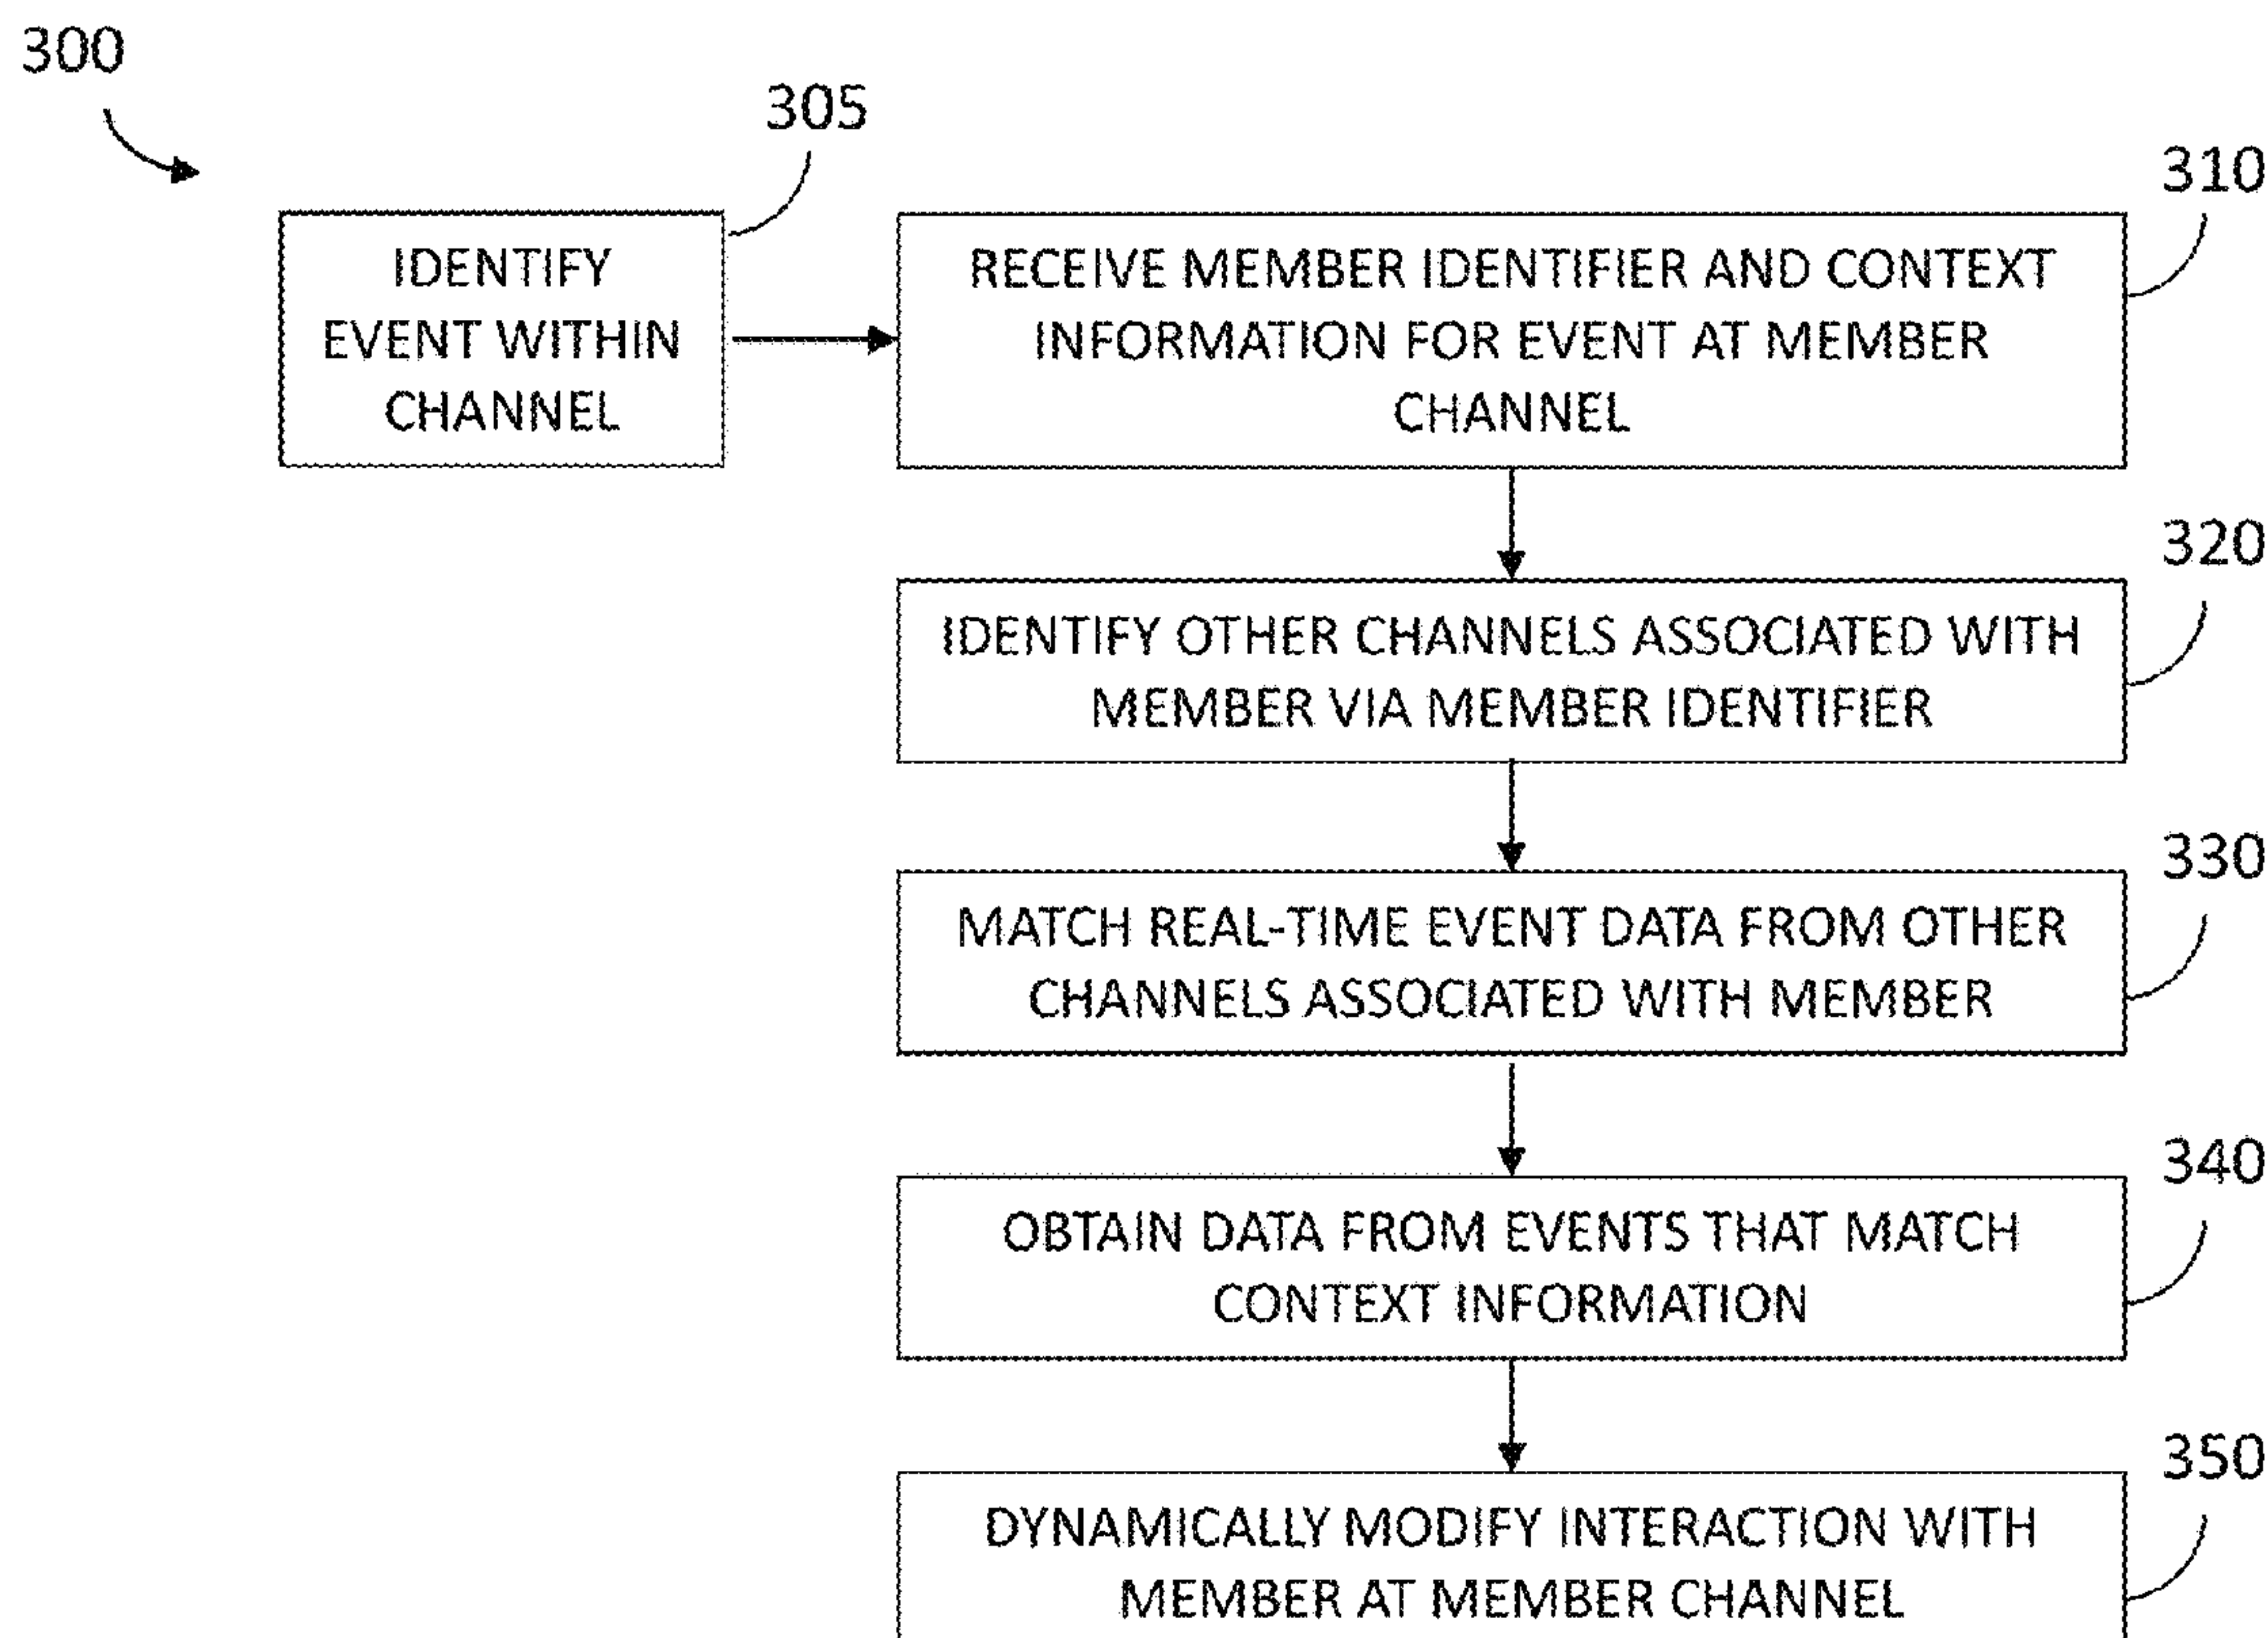 300
305
IDENTIFY
EVENT WITHIN
CHANNEL
310
RECEIVE MEMBER IDENTIFIER AND CONTEXT
INFORMATION FOR EVENT AT MEMBER
CHANNEL
320
IDENTIFY OTHER CHANNELS ASSOCIATED WITH
MEMBER VIA MEMBER IDENTIFIER
330
MATCH REAL-TIME EVENT DATA FROM OTHER
CHANNELS ASSOCIATED WITH MEMBER
340
OBTAIN DATA FROM EVENTS THAT MATCH
CONTEXT INFORMATION
350
DYNAMICALLY MODIFY INTERACTION WITH
MEMBER AT MEMBER CHANNEL